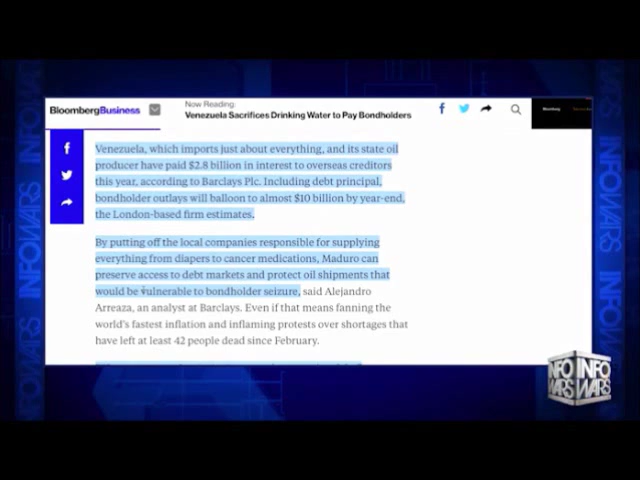 BloombergBusiness
Now Reading:
Venezuela Sacrifices Drinking Water to Pay Bondholders
Venezuela, which imports just about everything, and its state oil
producer have paid $2.8 billion in interest to overseas creditors
this year, according to Barclays Plc. Including debt principal,
bondholder outlays will balloon to almost $10 billion by year-end,
the London-based firm estimates.
By putting off the local companies responsible for supplying
everything from diapers to cancer medications, Maduro can
preserve access to debt markets and protect oil shipments that
would be vulnerable to bondholder seizure, said Alejandro
Arreaza, an analyst at Barclays. Even if that means fanning the
world's fastest inflation and inflaming protests over shortages that
have left at least 42 people dead since February.
INFOWARS
INFOWARS
INFOWARS
INFO
WARS
INFO
WARS